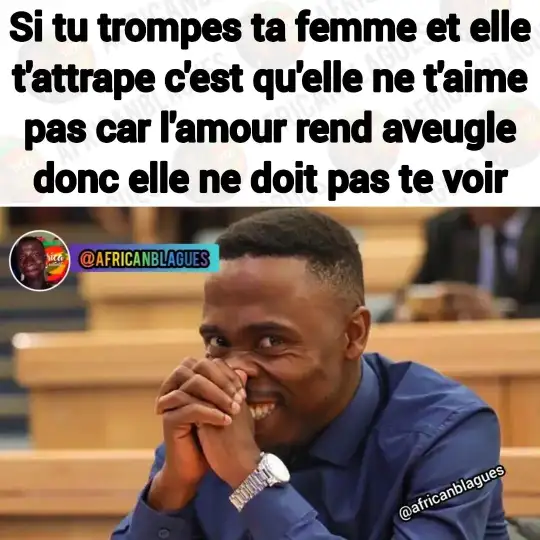 Si tu trompes ta femme et elle
t'attrape c'est qu'elle ne t'aime
pas car l'amour rend aveugle
donc elle ne doit pas te voir
@AFRICANBLAGUES
@africanblagues